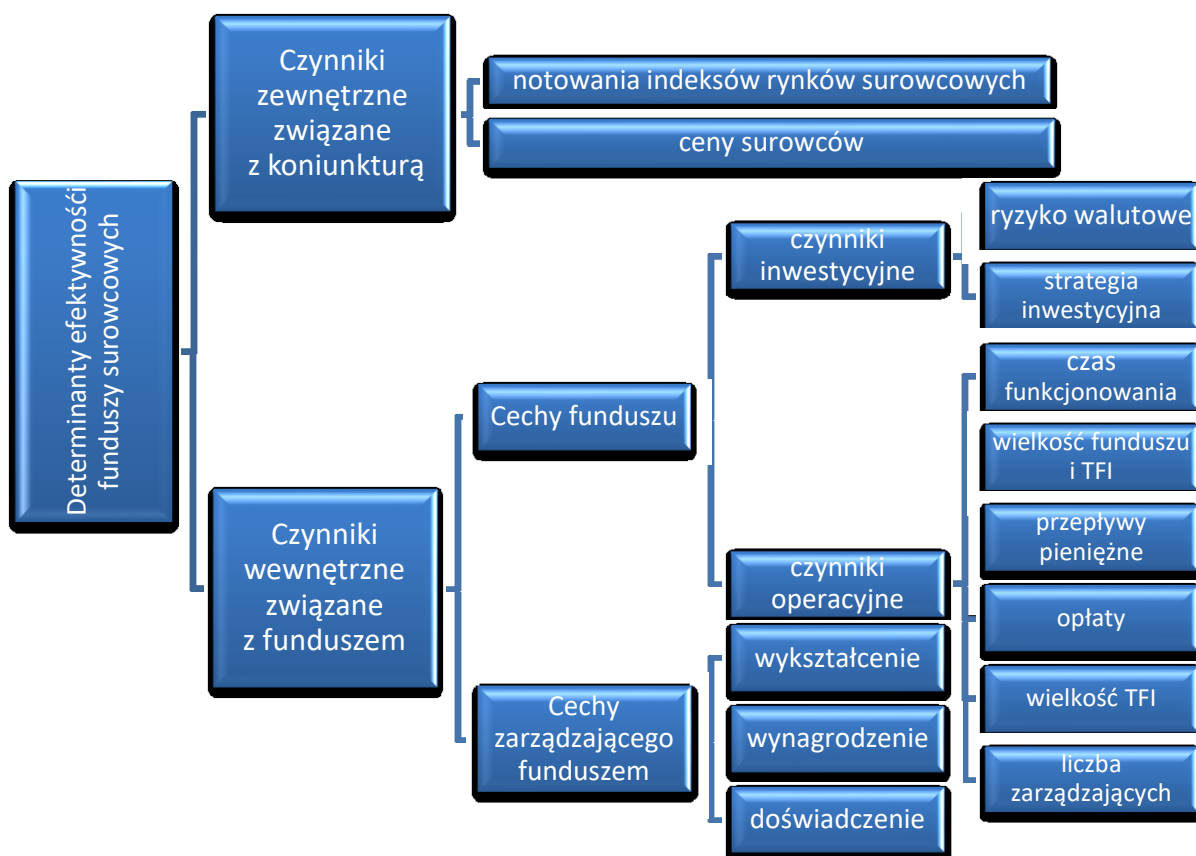 Determinanty efektywnośći
funduszy surowcowych
Czynniki
zewnętrzne
związane
z koniunkturą
notowania indeksów rynków surowcowych
ceny surowców
Czynniki
wewnętrzne
związane
z funduszem
Cechy funduszu
czynniki
inwestycyjne
ryzyko walutowe
strategia
inwestycyjna
czynniki
operacyjne
czas
funkcjonowania
wielkość funduszu
i TFI
przepływy
pieniężne
opłaty
wielkość TFI
liczba
zarządzających
Cechy
zarządzającego
funduszem
wykształcenie
wynagrodzenie
doświadczenie